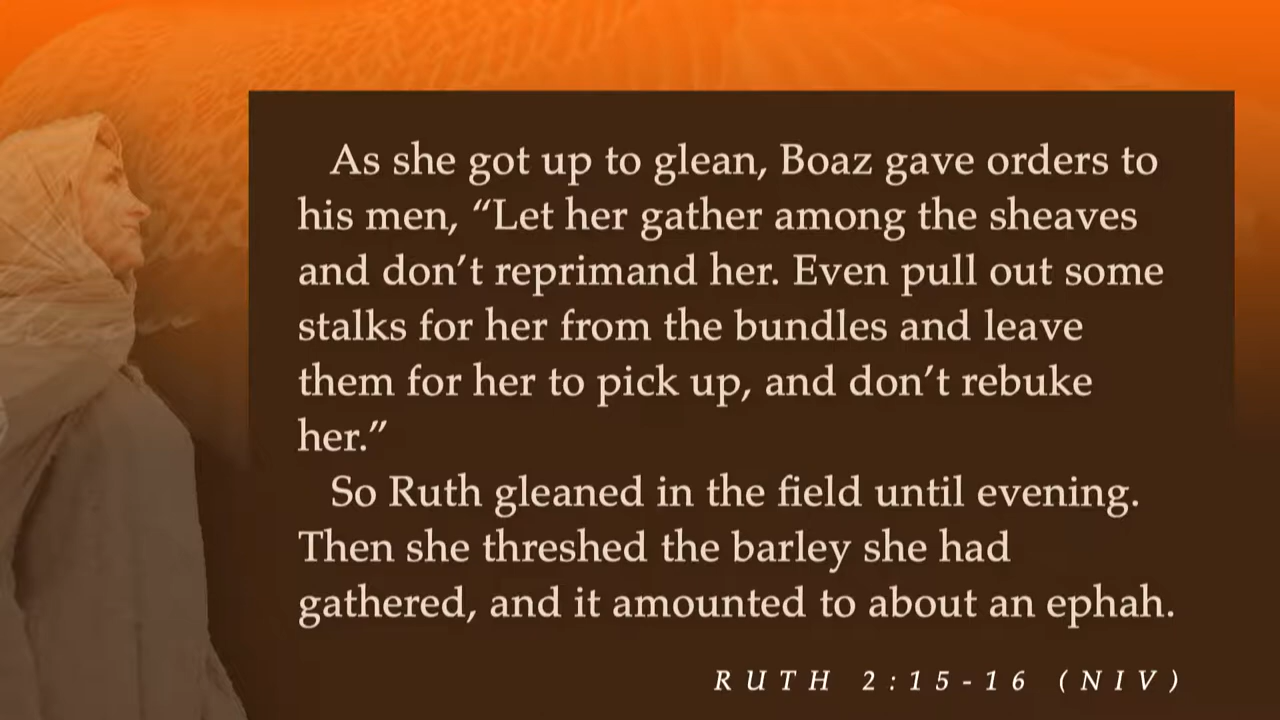 As she got up to glean, Boaz gave orders to
his men, “Let her gather among the sheaves
and don’t reprimand her. Even pull out some
stalks for her from the bundles and leave
them for her to pick up, and don’t rebuke
her.”
So Ruth gleaned in the field until evening.
Then she threshed the barley she had
gathered, and it amounted to about an ephah.
RUTH 2:15-16 (NIV)